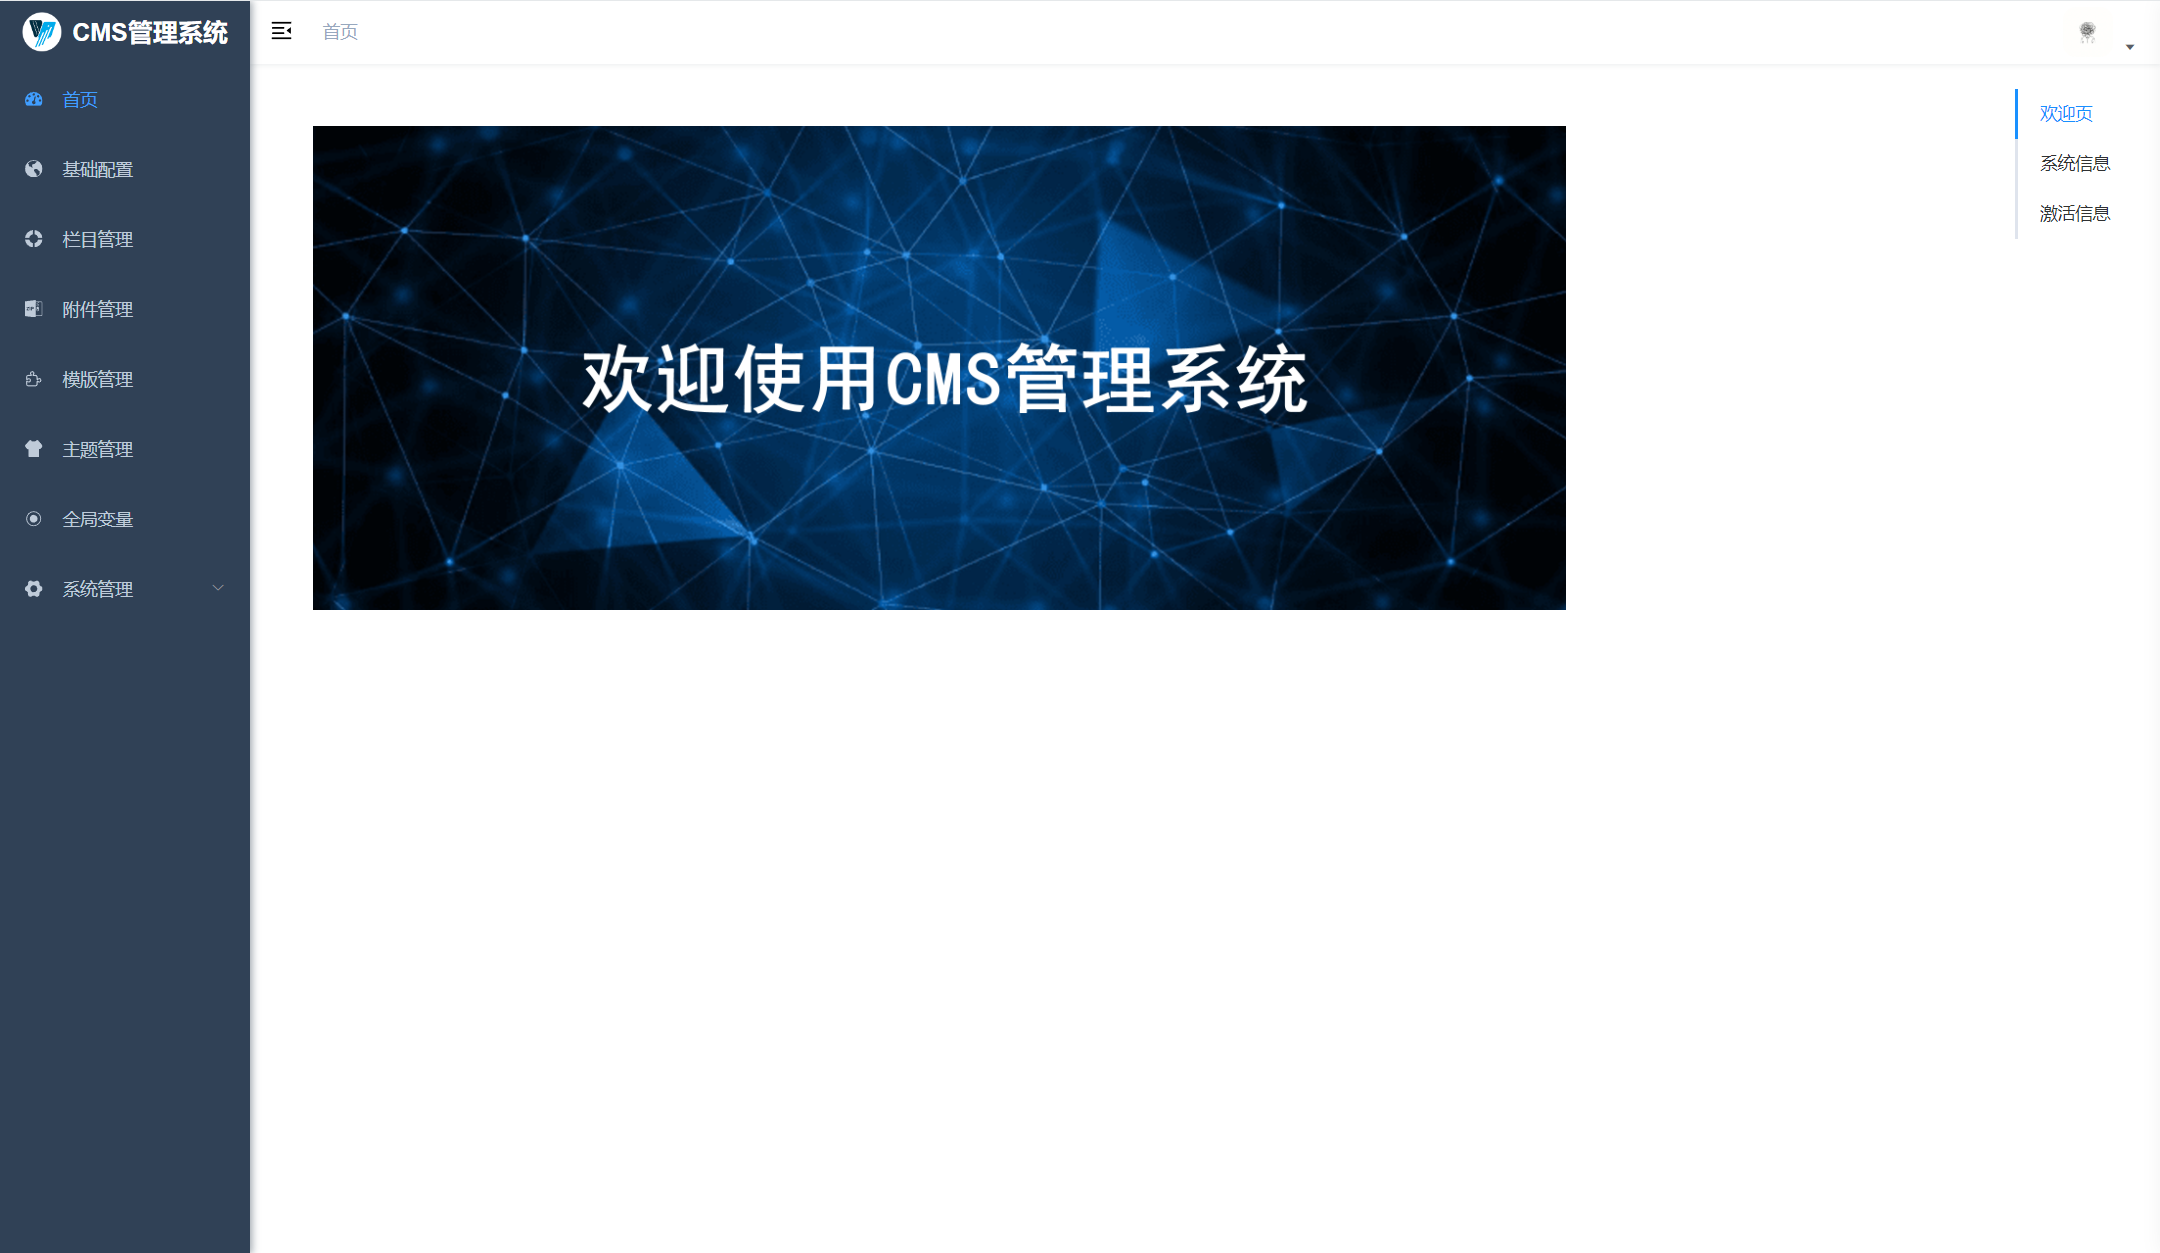 CMS管理系统
首页
基础配置
栏目管理
附件管理
模版管理
主题管理
全局变量
系统管理
首页
欢迎使用CMS管理系统
欢迎页
系统信息
激活信息